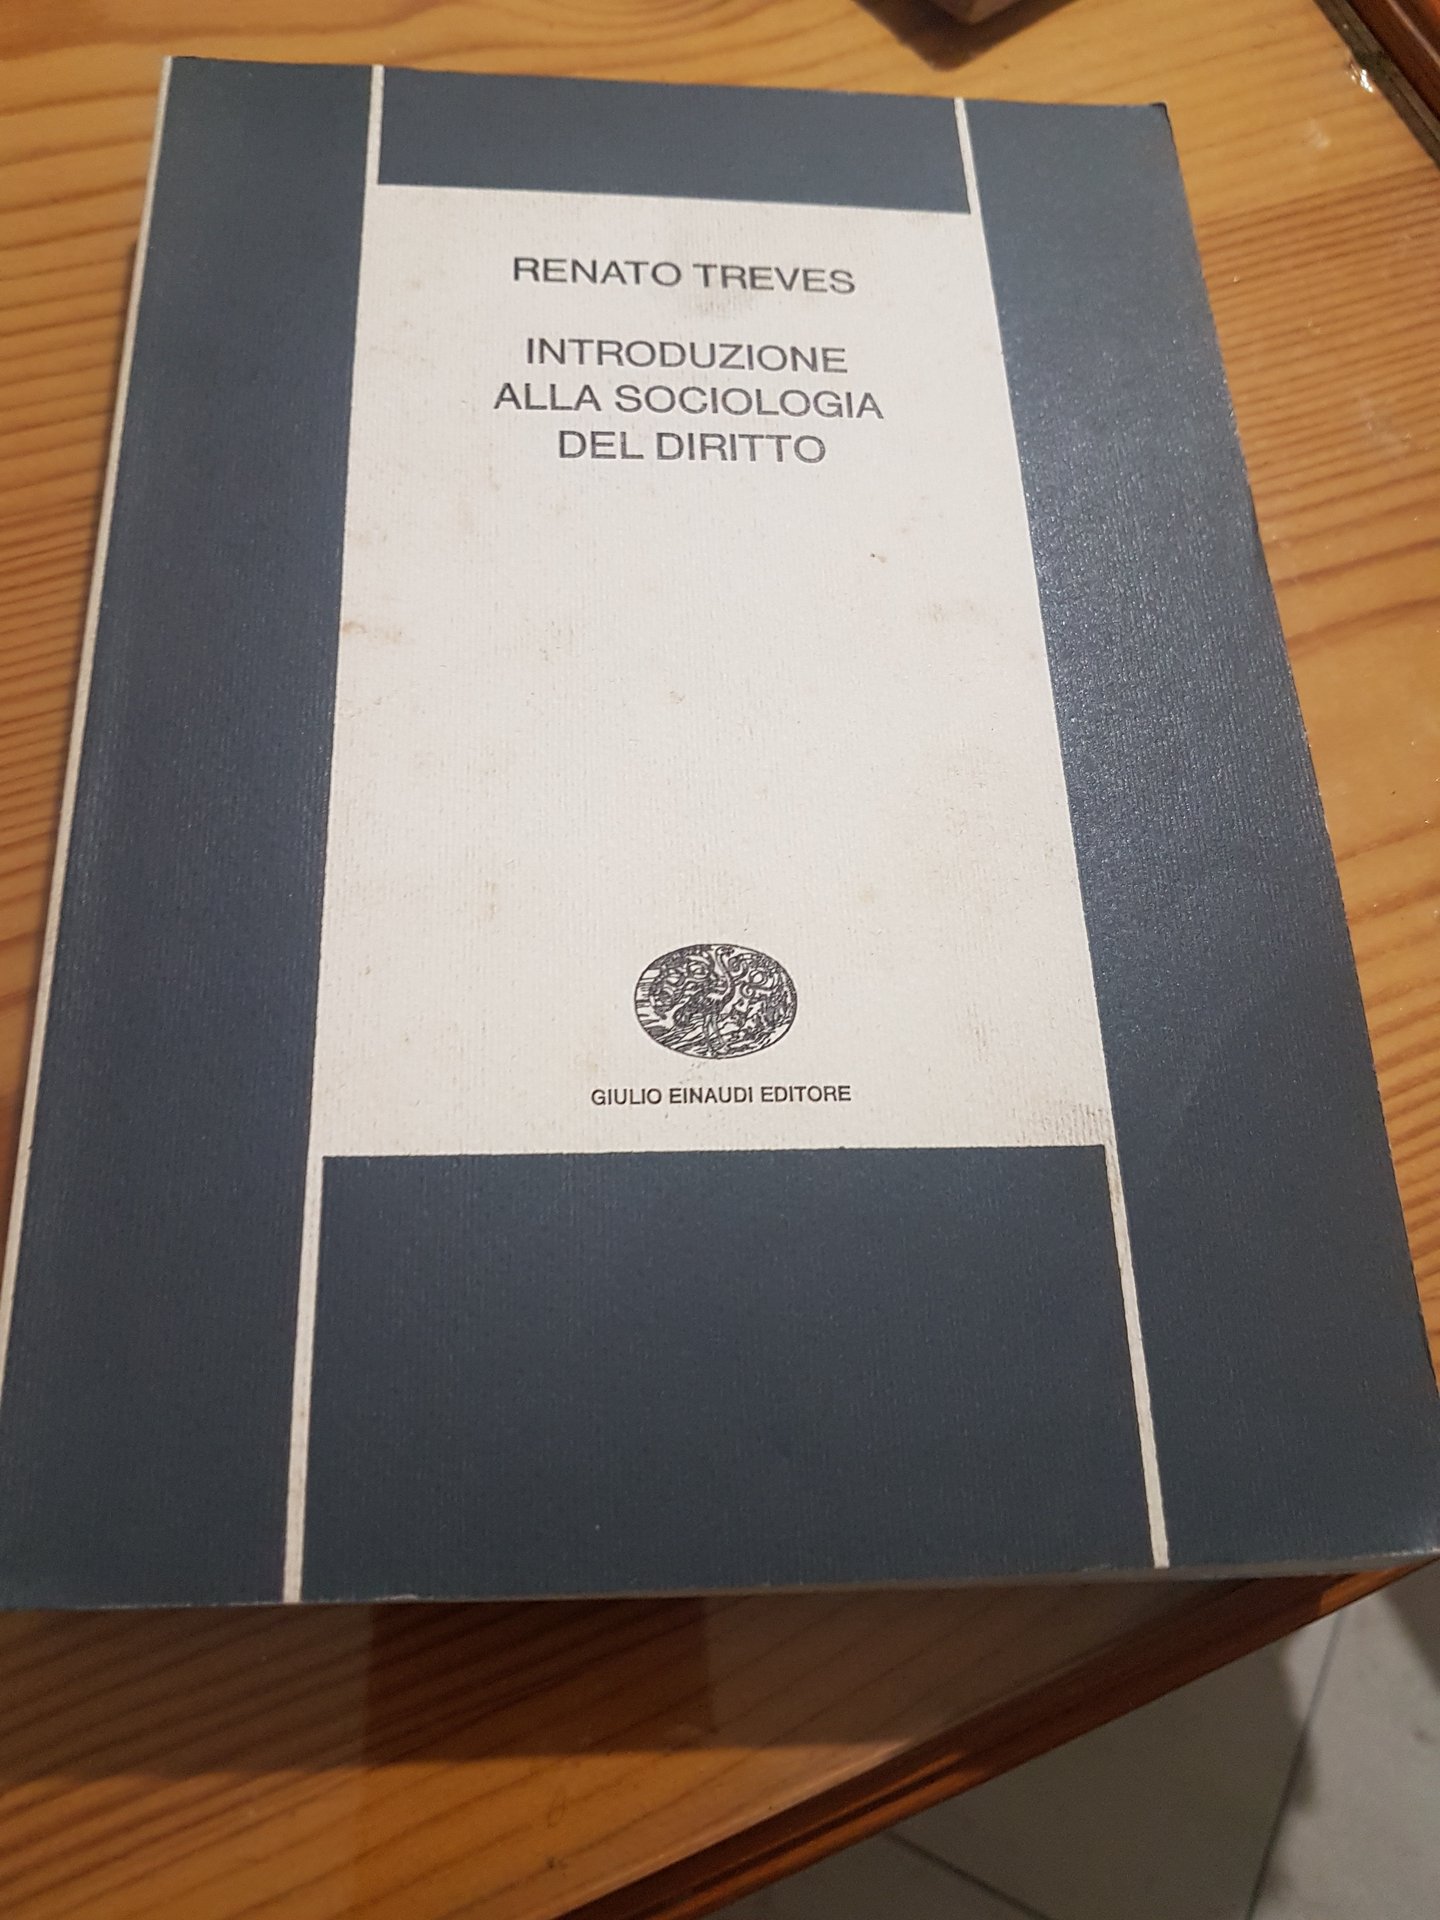 RENATO TREVES
INTRODUZIONE
ALLA SOCIOLOGIA
DEL DIRITTO
GIULIO EINAUDI EDITORE